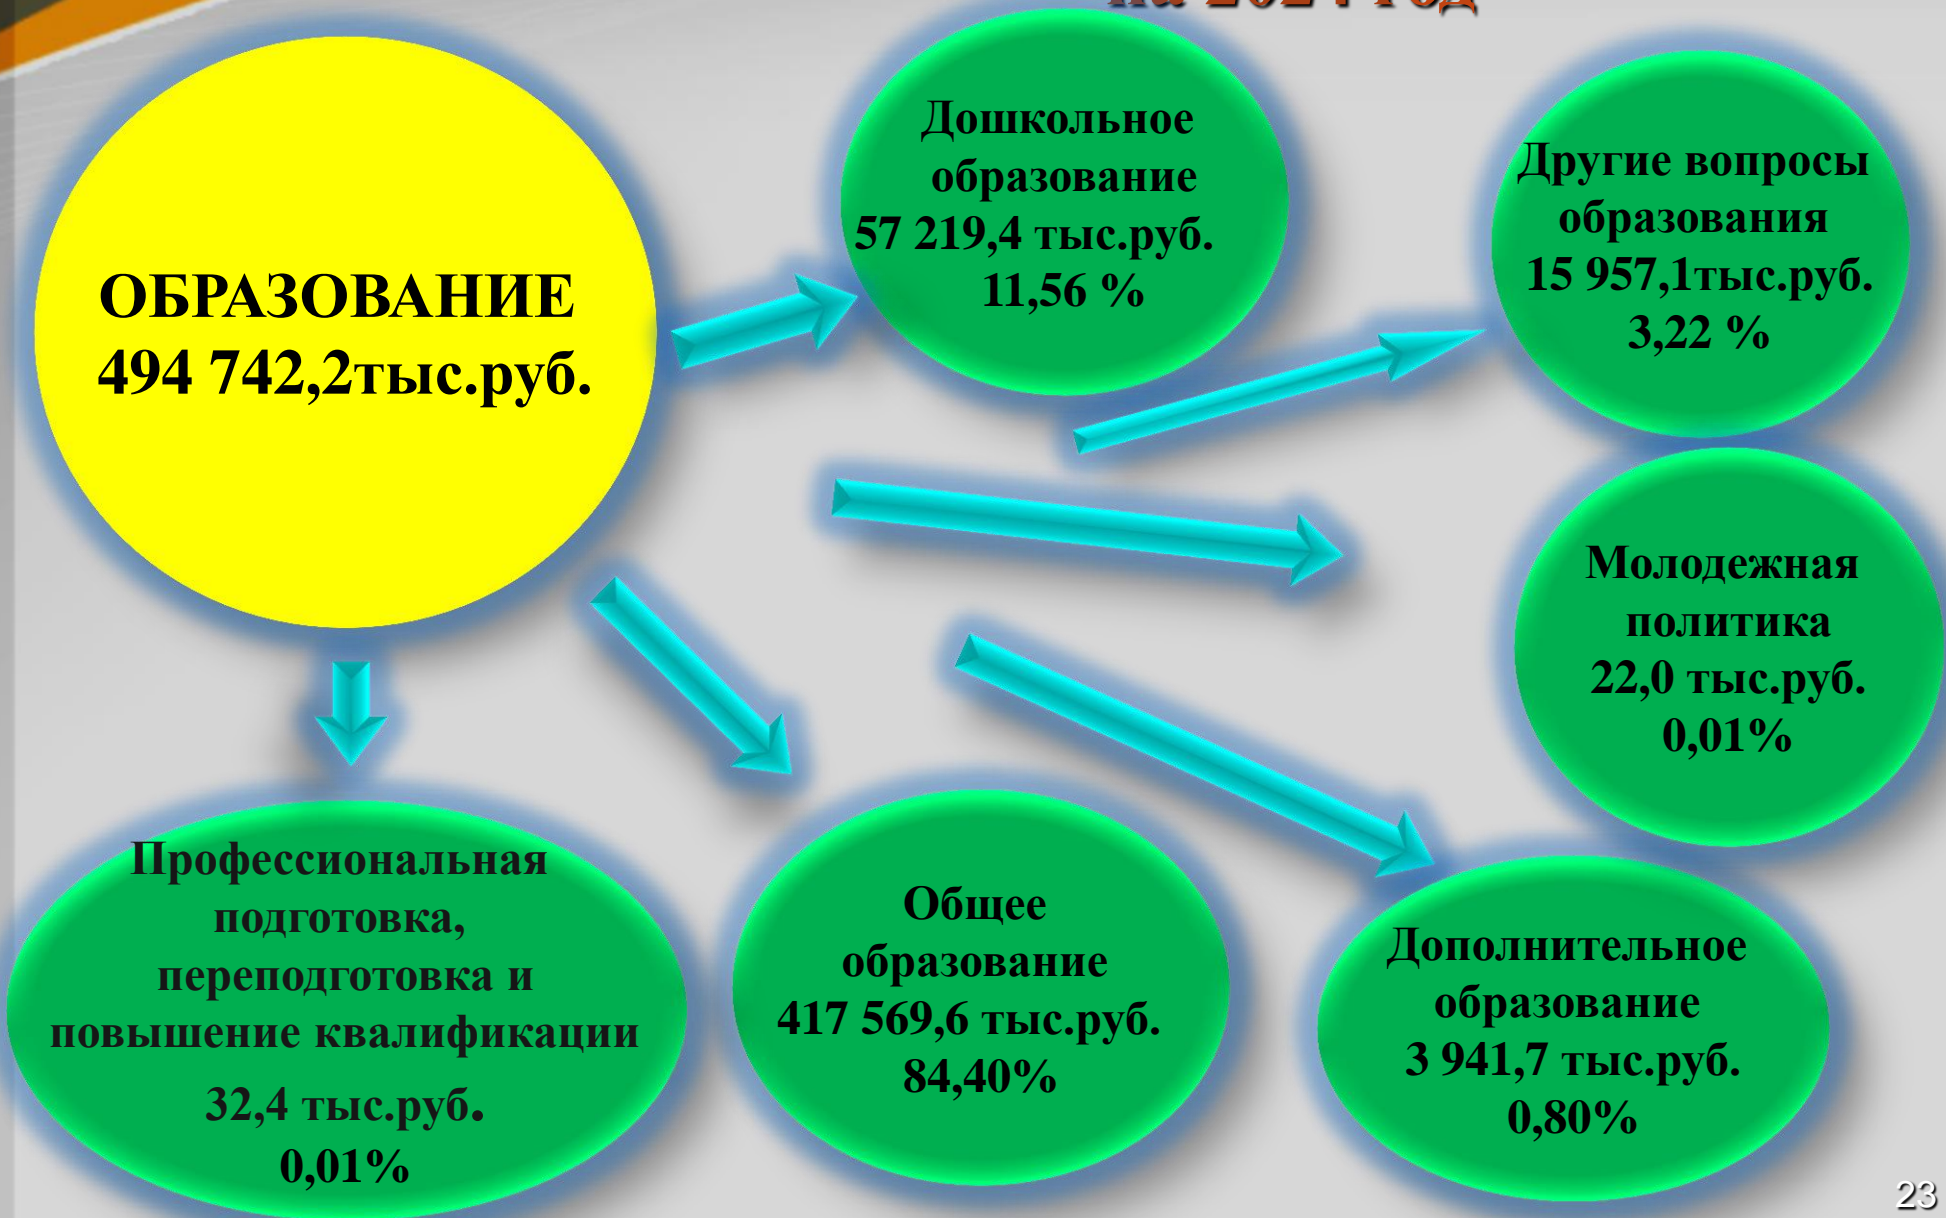 на 2024 год
ОБРАЗОВАНИЕ
494 742,2тыс.руб.
Дошкольное
образование
57 219,4 тыс.руб.
11,56 %
Другие вопросы
образования
15 957,1тыс.руб.
3,22 %
Молодежная
политика
22,0 тыс.руб.
0,01%
Профессиональная
подготовка,
переподготовка и
повышение квалификации
32,4 тыс.руб.
0,01%
Общее
образование
417 569,6 тыс.руб.
84,40%
Дополнительное
образование
3 941,7 тыс.руб.
0,80%
23